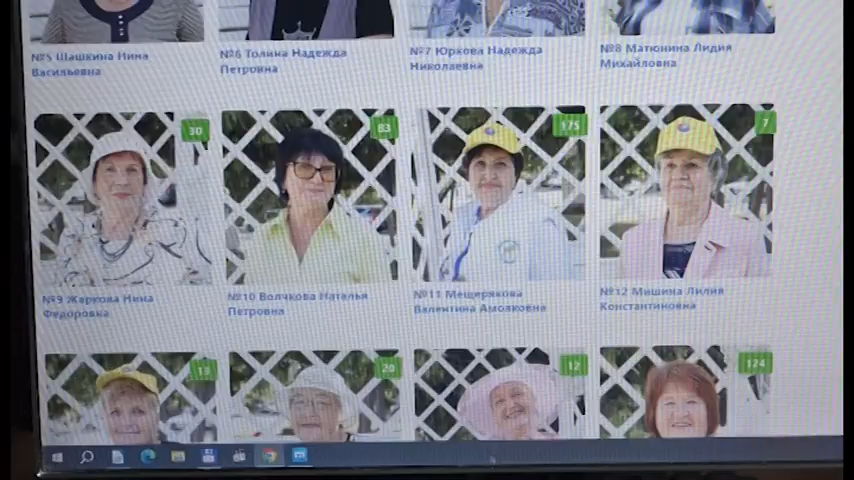 №5 Шашкина Нина
Васильевна
№6 Толина Надежда
Петровна
№7 Юркова Надежда
Николаевна
№8 Матюнина Лидия
Михайловна
30
83
175
7
№9 Жаркова Нина
Федоровна
№10 Волчкова Наталья
Петровна
№11 Мещерякова
Валентина Амолковна
№12 Мишина Лилия
Константиновна
13
20
12
124